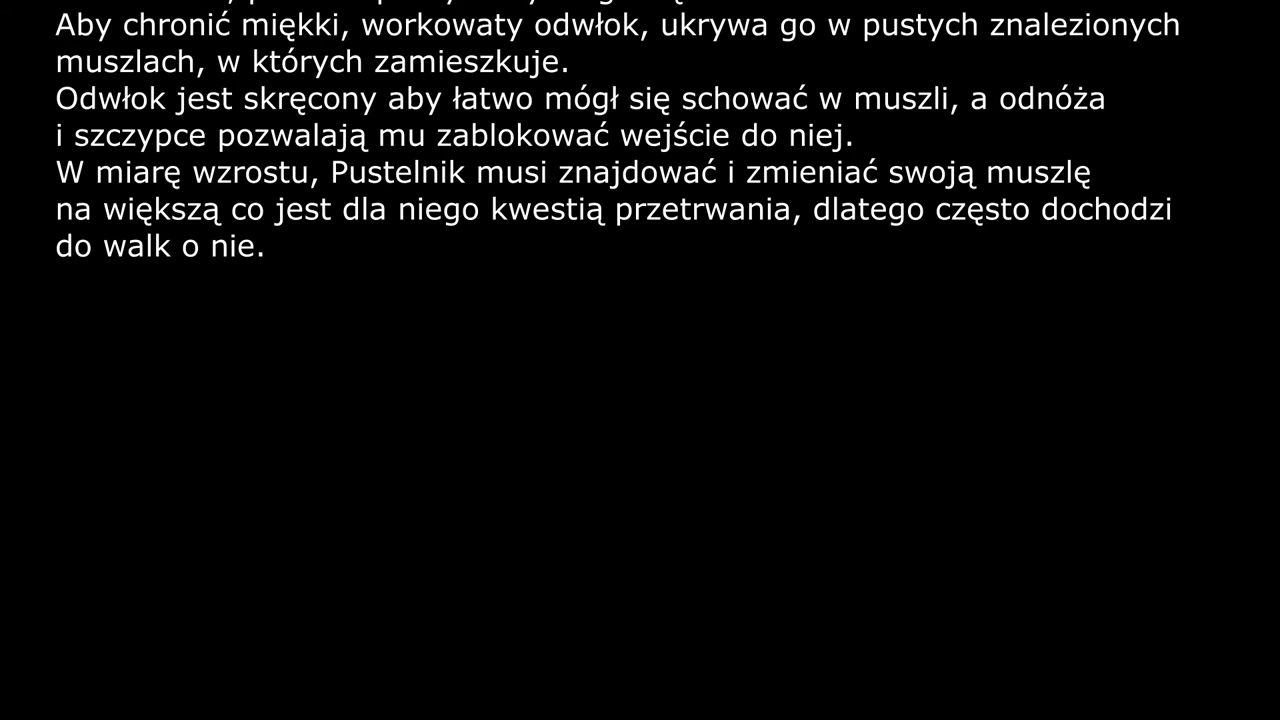 Aby chronić miękki, workowaty odwłok, ukrywa go w pustych znalezionych
muszlach, w których zamieszkuje.
Odwłok jest skręcony aby łatwo mógł się schować w muszli, a odnóża
i szczypce pozwalają mu zablokować wejście do niej.
W miarę wzrostu, Pustelnik musi znajdować i zmieniać swoją muszlę
na większą co jest dla niego kwestią przetrwania, dlatego często dochodzi
do walk o nie.